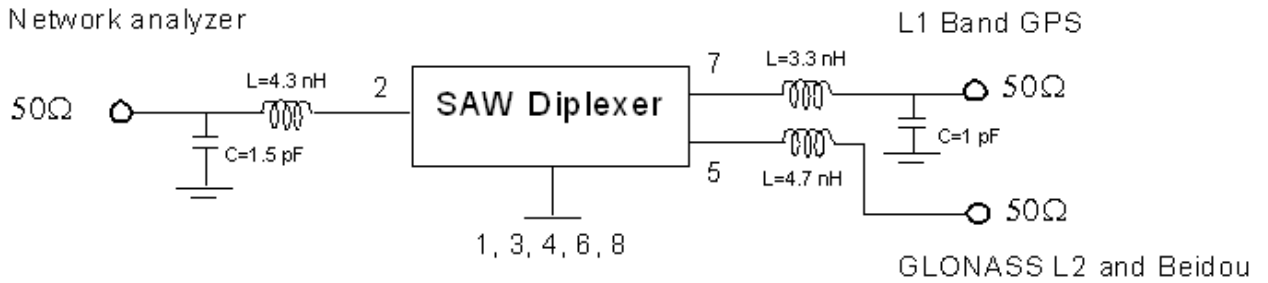 Network analyzer
L1 Band GPS
L=4.3 nH
2
SAW Diplexer
7
L=3.3 nH
50Ω
50Ω
C=1.5 pF
C=1 pF
5
L=4.7 nH
50Ω
1, 3, 4, 6, 8
GLONASS L2 and Beidou